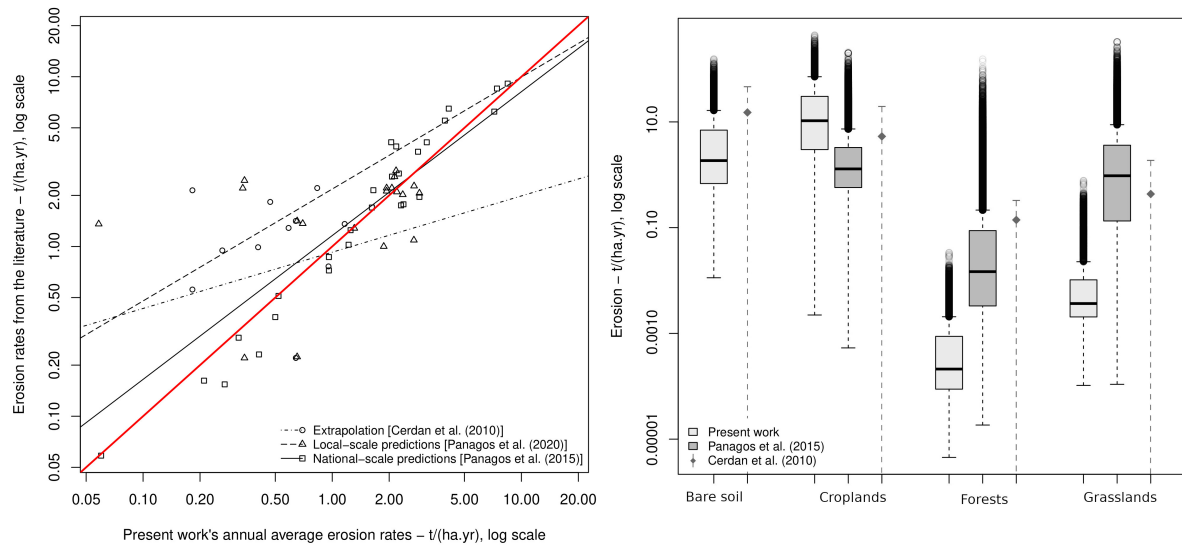 Erosion rates from the literature − t/(ha.yr), log scale
20.00
10.00
5.00
2.00
1.00
0.50
0.20
0.10
0.05
Extrapolation [Cerdan et al. (2010)]
Local−scale predictions [Panagos et al. (2020)]
National−scale predictions [Panagos et al. (2015)]
0.05 0.10 0.20 0.50 1.00 2.00 5.00 10.00 20.00
Present work's annual average erosion rates − t/(ha.yr), log scale
Erosion − t/(ha.yr), log scale
10.0
0.10
0.0010
0.00001
Present work
Panagos et al. (2015)
Cerdan et al. (2010)
Bare soil Croplands Forests Grasslands